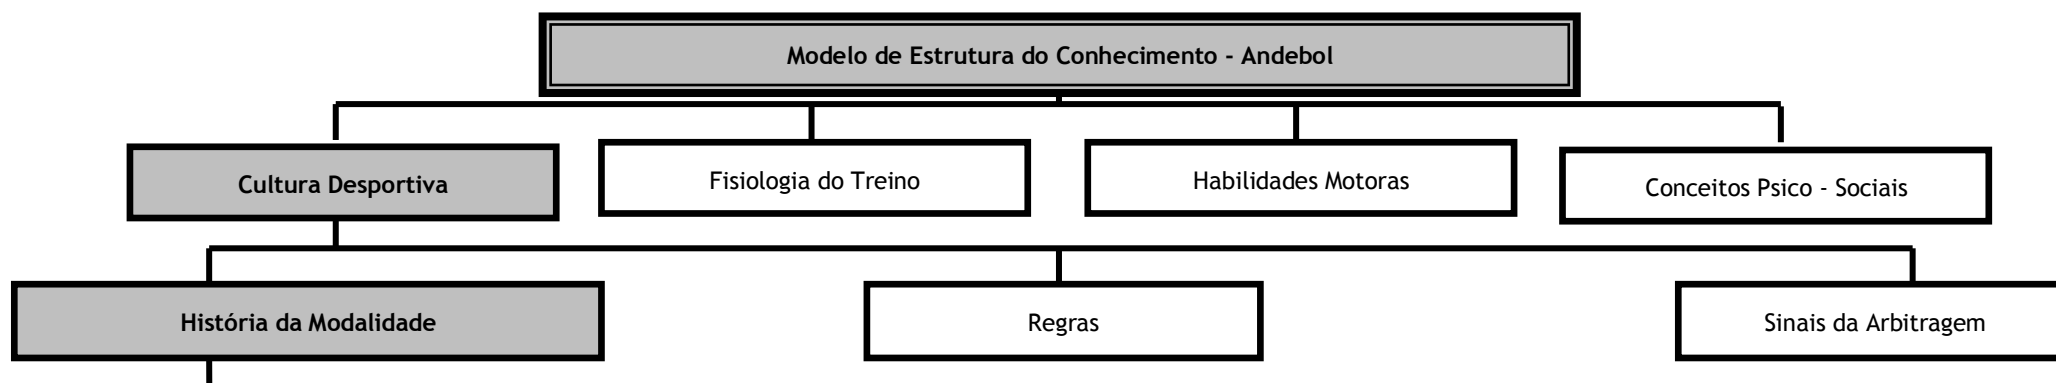 Modelo de Estrutura do Conhecimento - Andebol
Cultura Desportiva
Fisiologia do Treino
Habilidades Motoras
Conceitos Psico - Sociais
História da Modalidade
Regras
Sinais da Arbitragem